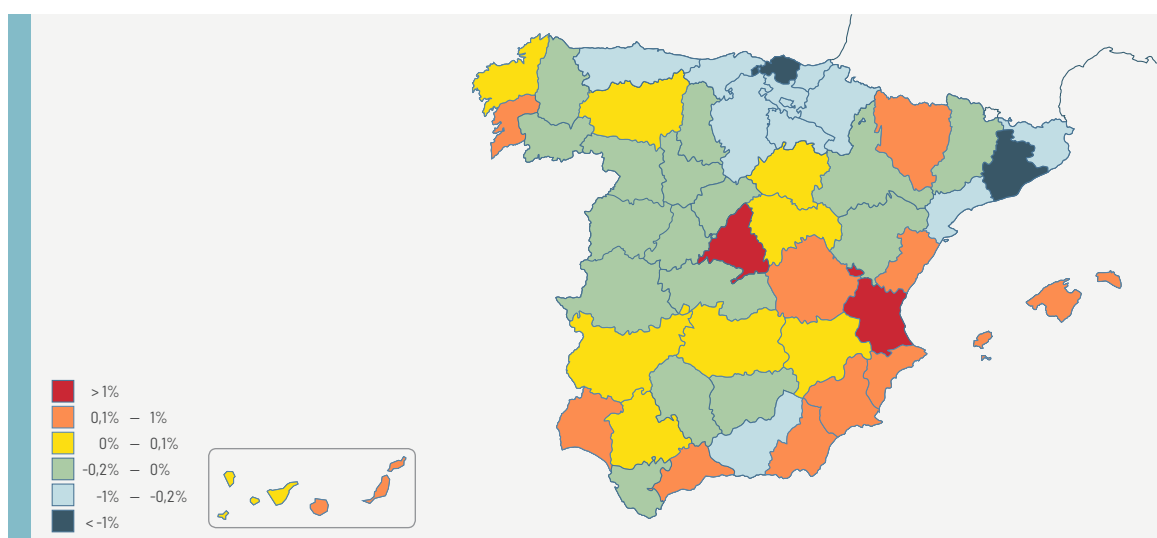 > 1%
0,1% – 1%
0% – 0,1%
-0,2% – 0%
-1% – -0,2%
< -1%